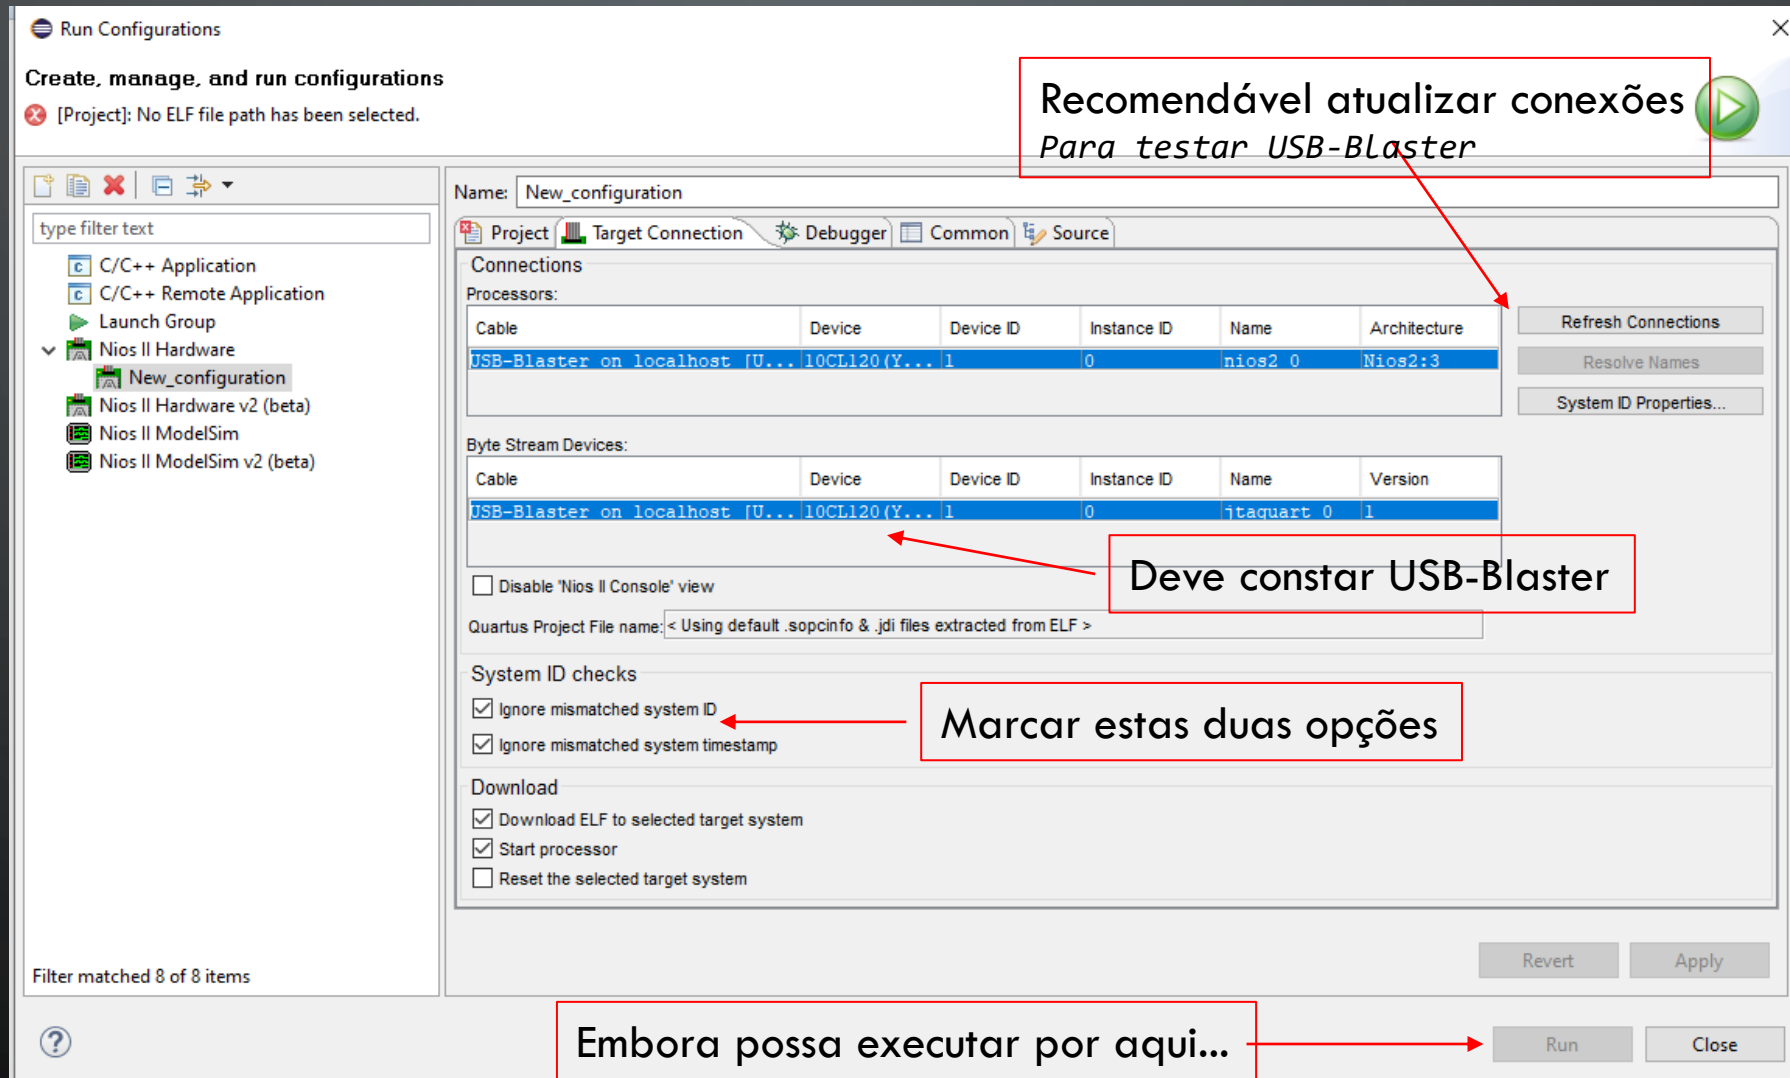 Run Configurations
Create, manage, and run configurations
[Project]: No ELF file path has been selected.
Recomendável atualizar conexões
Para testar USB-Blaster
type filter text
C/C++ Application
C/C++ Remote Application
Launch Group
Nios II Hardware
New_configuration
Nios II Hardware v2 (beta)
Nios II ModelSim
Nios II ModelSim v2 (beta)
Filter matched 8 of 8 items
Name: New_configuration
Project Target Connection Debugger Common Source
Connections
Processors:
Cable Device Device ID Instance ID Name Architecture
USB-Blaster on localhost [U... 10CL120(Y... 1 0 nios2_0 Nios2:3
Refresh Connections
Resolve Names
System ID Properties...
Byte Stream Devices:
Cable Device Device ID Instance ID Name Version
USB-Blaster on localhost [U... 10CL120(Y... 1 0 jtaguart_0 1
Deve constar USB-Blaster
Disable 'Nios II Console' view
Quartus Project File name: < Using default .sopcinfo & .jdi files extracted from ELF >
System ID checks
Ignore mismatched system ID
Ignore mismatched system timestamp
Marcar estas duas opções
Download
Download ELF to selected target system
Start processor
Reset the selected target system
Revert Apply
Embora possa executar por aqui...
Run Close